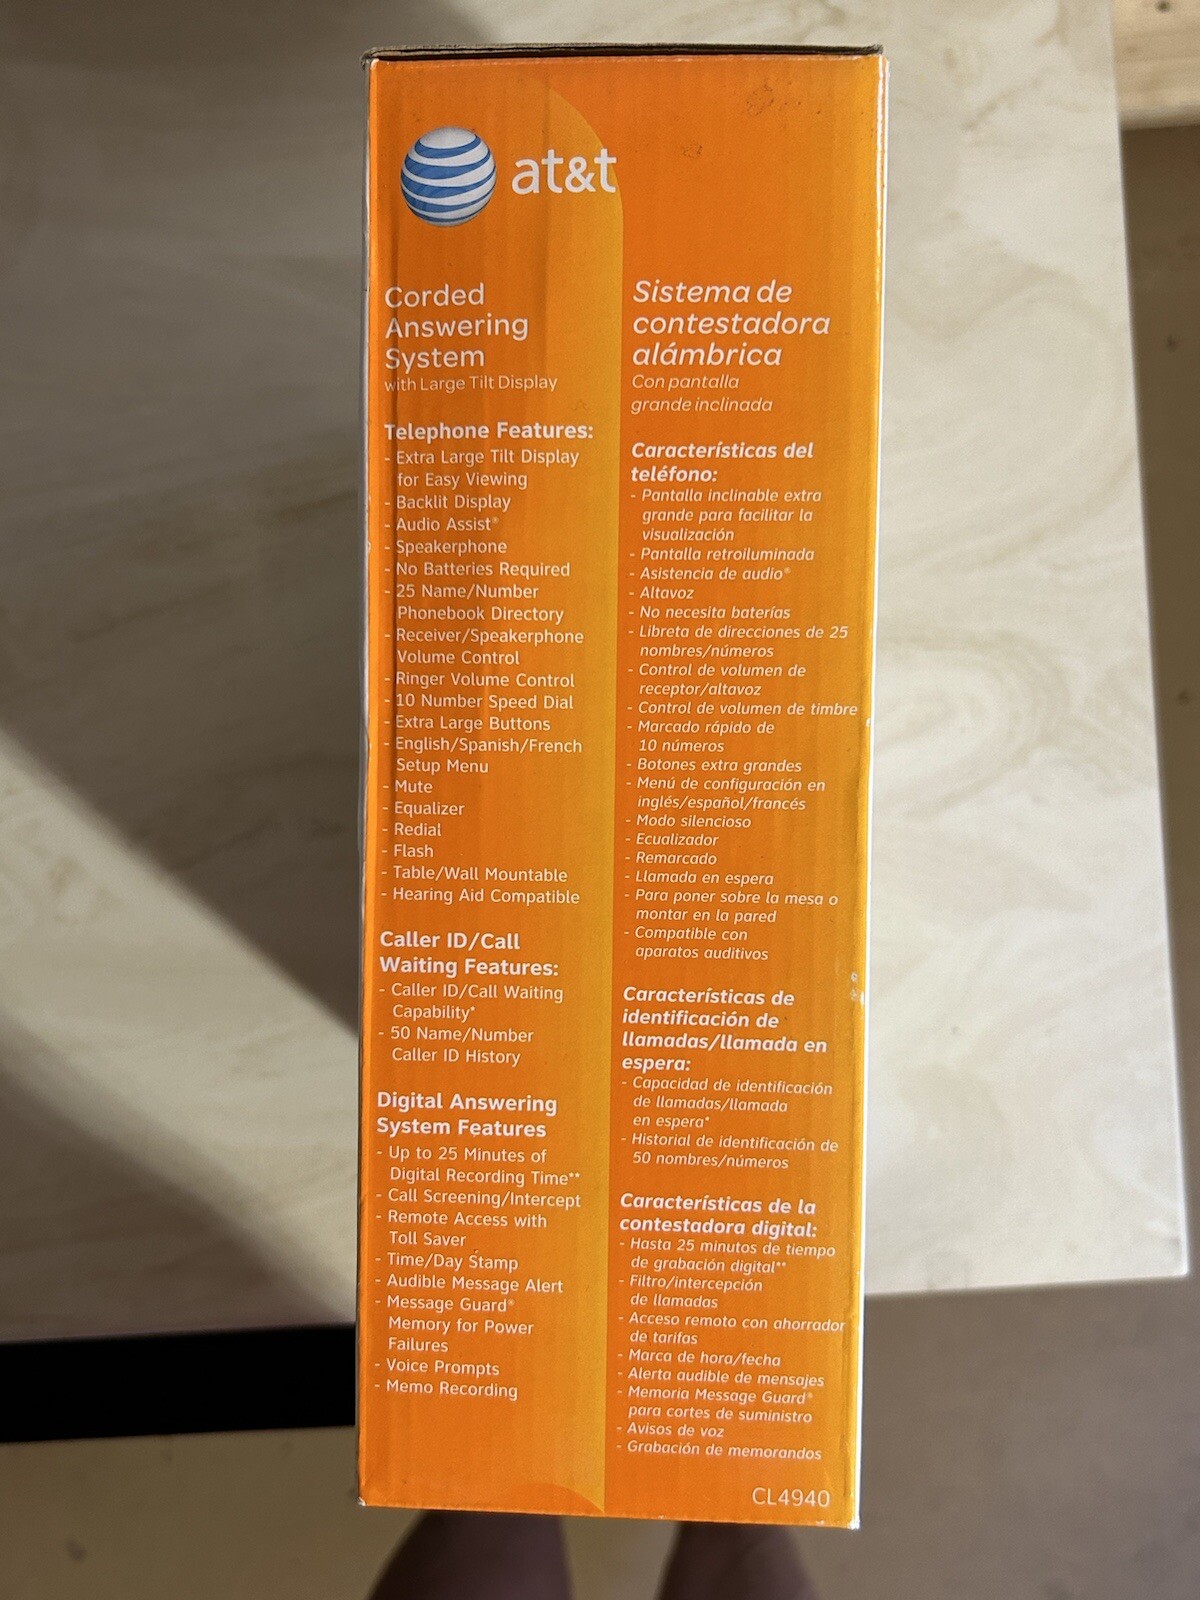 at&t
Corded
Answering
System
with Large Tilt Display
Telephone Features:
- Extra Large Tilt Display
for Easy Viewing
- Backlit Display
- Audio Assist®
- Speakerphone
- No Batteries Required
- 25 Name/Number
Phonebook Directory
- Receiver/Speakerphone
Volume Control
- Ringer Volume Control
- 10 Number Speed Dial
- Extra Large Buttons
- English/Spanish/French
Setup Menu
- Mute
- Equalizer
- Redial
- Flash
- Table/Wall Mountable
- Hearing Aid Compatible
Caller ID/Call
Waiting Features:
- Caller ID/Call Waiting
Capability*
- 50 Name/Number
Caller ID History
Digital Answering
System Features
- Up to 25 Minutes of
Digital Recording Time**
- Call Screening/Intercept
- Remote Access with
Toll Saver
- Time/Day Stamp
- Audible Message Alert
- Message Guard®
Memory for Power
Failures
- Voice Prompts
- Memo Recording
Sistema de
contestadora
alámbrica
Con pantalla
grande inclinada
Características del
teléfono:
- Pantalla inclinable extra
grande para facilitar la
visualización
- Pantalla retroiluminada
- Asistencia de audio®
- Altavoz
- No necesita baterías
- Libreta de direcciones de 25
nombres/números
- Control de volumen de
receptor/altavoz
- Control de volumen de timbre
- Marcado rápido de
10 números
- Botones extra grandes
- Menú de configuración en
inglés/español/francés
- Modo silencioso
- Ecualizador
- Remarcado
- Llamada en espera
- Para poner sobre la mesa o
montar en la pared
- Compatible con
aparatos auditivos
Características de
identificación de
llamadas/llamada en
espera:
- Capacidad de identificación
de llamadas/llamada
en espera*
- Historial de identificación de
50 nombres/números
Características de la
contestadora digital:
- Hasta 25 minutos de tiempo
de grabación digital**
- Filtro/intercepción
de llamadas
- Acceso remoto con ahorrador
de tarifas
- Marca de hora/fecha
- Alerta audible de mensajes
- Memoria Message Guard®
para cortes de suministro
- Avisos de voz
- Grabación de memorandos
CL4940